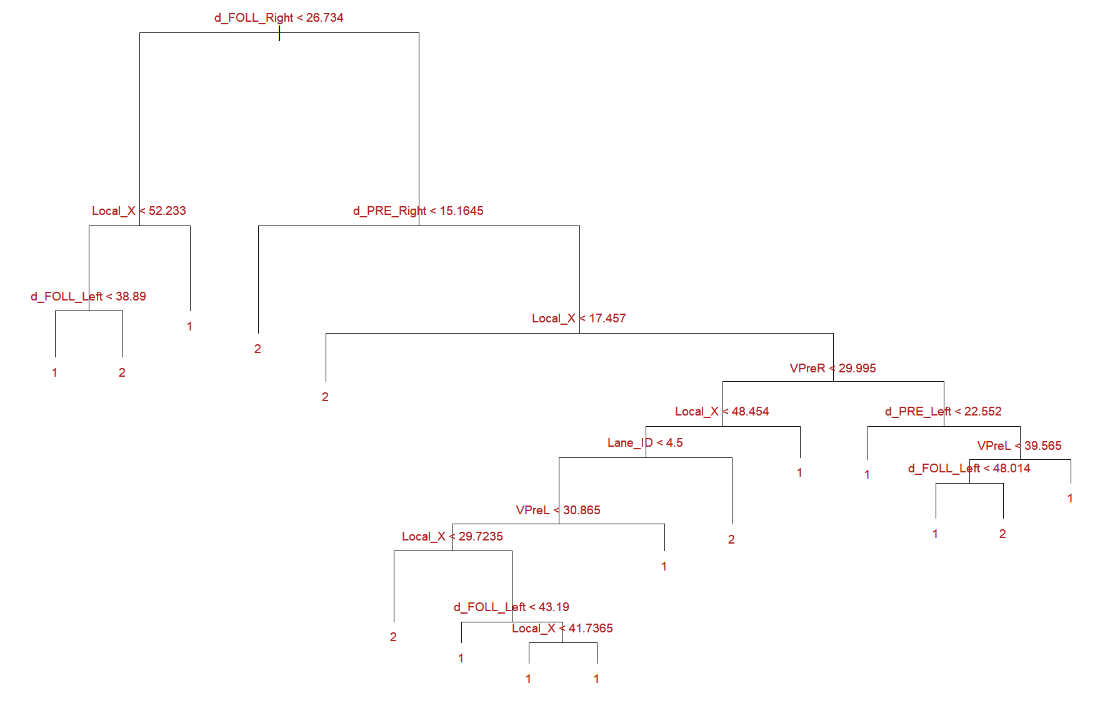 d_FOLL_Right < 26.734
Local_X < 52.233
d_PRE_Right < 15.1645
d_FOLL_Left < 38.89
Local_X < 17.457
1
2
1
2
VPreR < 29.995
2
Local_X < 48.454
d_PRE_Left < 22.552
Lane_ID < 4.5
VPreL < 39.565
1
1
d_FOLL_Left < 48.014
1
VPreL < 30.865
2
1
2
Local_X < 29.7235
1
d_FOLL_Left < 43.19
2
Local_X < 41.7365
1
1
1